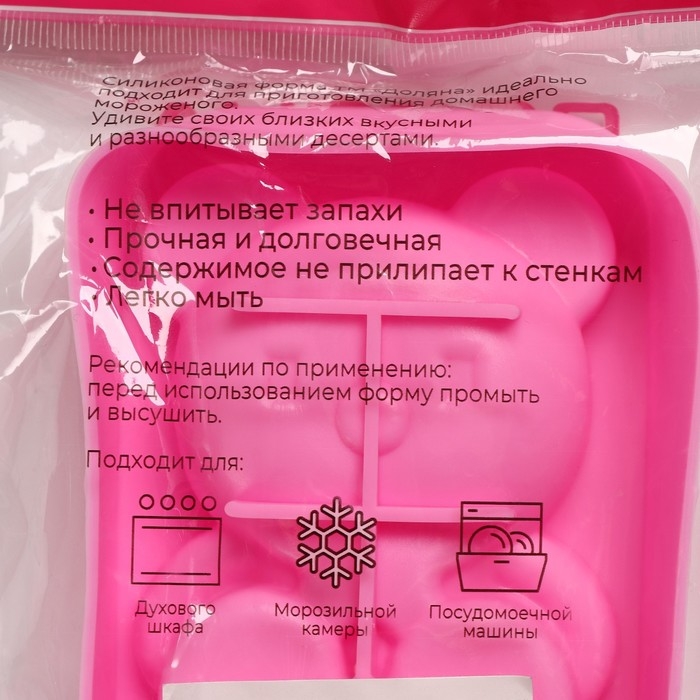 Силиконовая форма тм «Доляна» идеально
подходит для приготовления домашнего
мороженого.
Удивите своих близких вкусными
и разнообразными десертами.
• Не впитывает запахи
• Прочная и долговечная
• Содержимое не прилипает к стенкам
• Легко мыть
Рекомендации по применению:
перед использованием форму промыть
и высушить.
Подходит для:
Духового
шкафа
Морозильной
камеры
Посудомоечной
машины